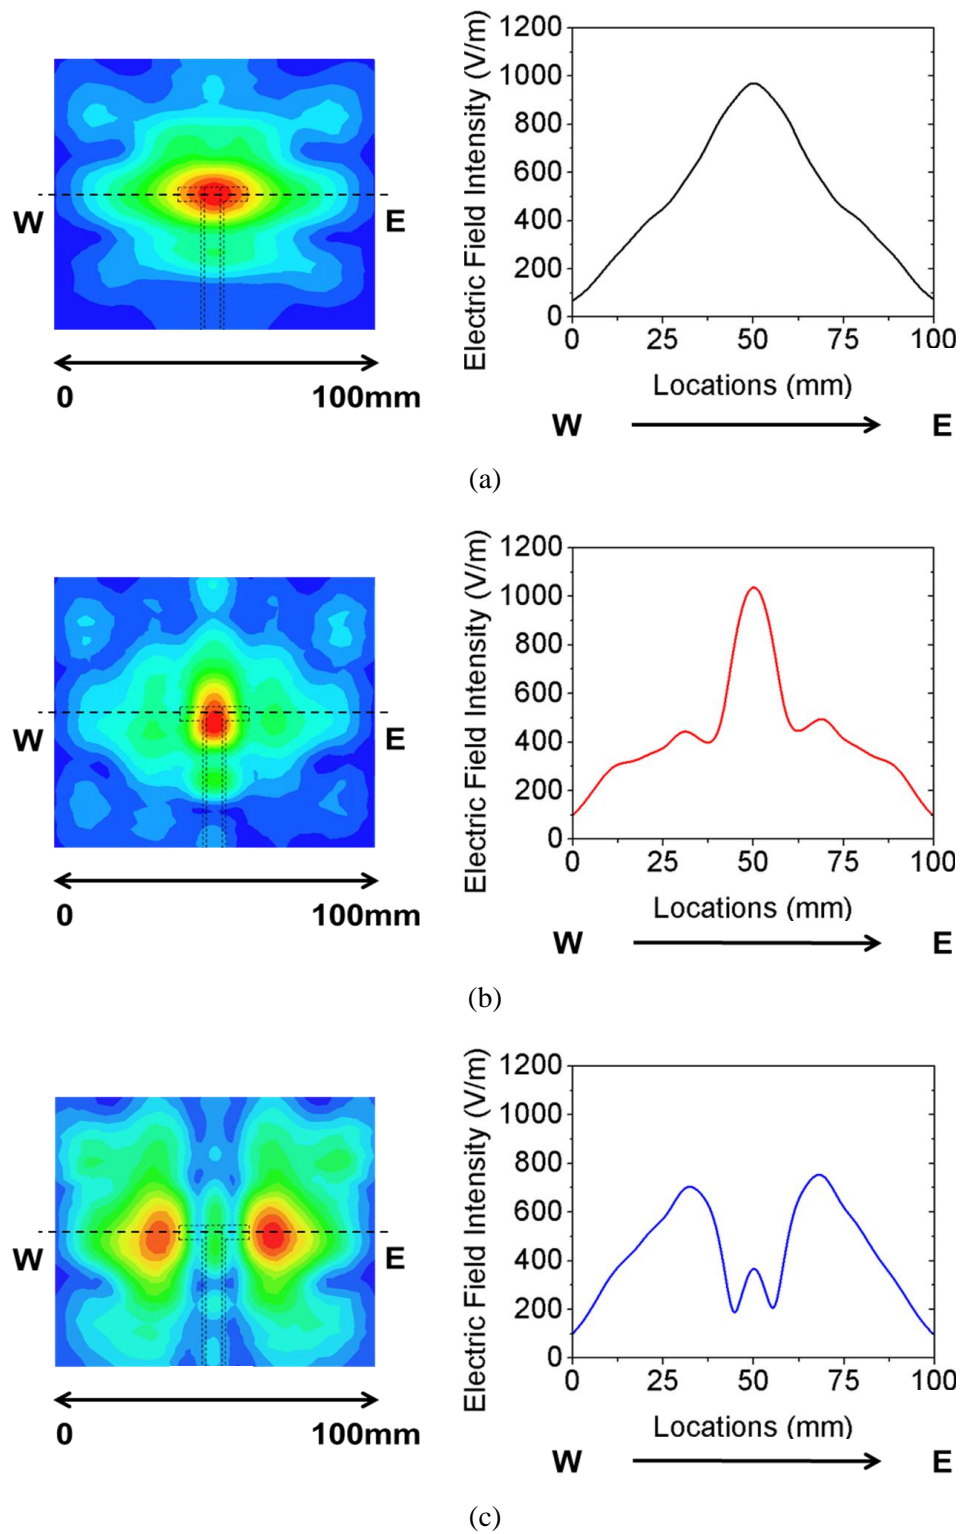 W E
0 100mm
Electric Field Intensity (V/m)
1200
1000
800
600
400
200
0
0 25 50 75 100
Locations (mm)
W E
(a)
W E
0 100mm
Electric Field Intensity (V/m)
1200
1000
800
600
400
200
0
0 25 50 75 100
Locations (mm)
W E
(b)
W E
0 100mm
Electric Field Intensity (V/m)
1200
1000
800
600
400
200
0
0 25 50 75 100
Locations (mm)
W E
(c)